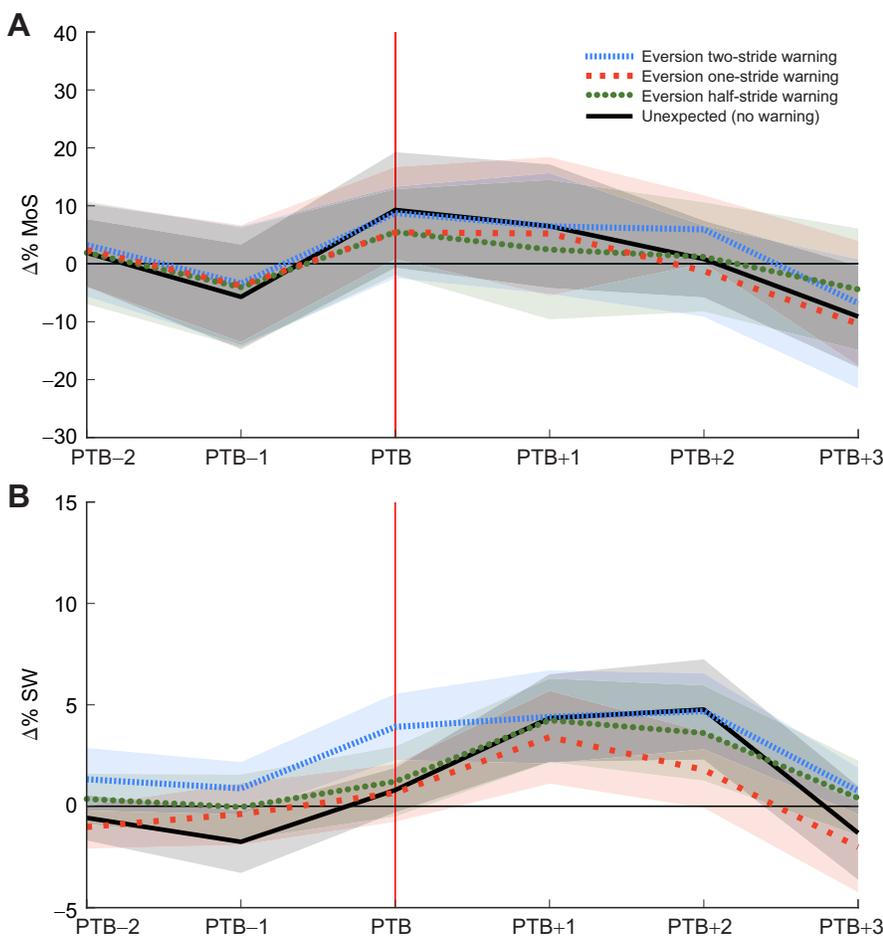 A
40
30
20
10
0
–10
–20
–30
Δ% MoS
Eversion two-stride warning
Eversion one-stride warning
Eversion half-stride warning
Unexpected (no warning)
PTB–2 PTB–1 PTB PTB+1 PTB+2 PTB+3
B
15
10
5
0
–5
Δ% SW
PTB–2 PTB–1 PTB PTB+1 PTB+2 PTB+3